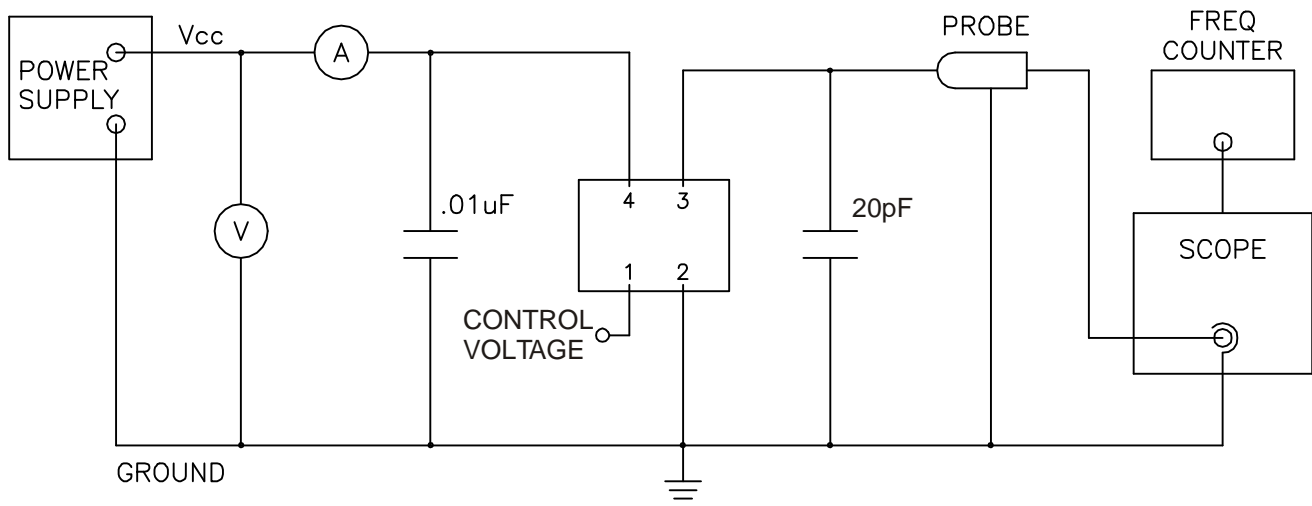 POWER
SUPPLY
Vcc
A
V
.01uF
4 3
1 2
CONTROL
VOLTAGE
20pF
PROBE
FREQ
COUNTER
SCOPE
GROUND